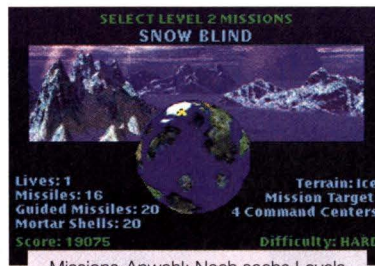 SELECT LEVEL 2 MISSIONS
SNOW BLIND
Lives: 1
Missiles: 16
Guided Missiles: 20
Mortar Shells: 20
Score: 19075
Terrain: Ice
Mission Target:
4 Command Centers
Difficulty: HARD
Missions-Anwahl: Noch sechs Levels